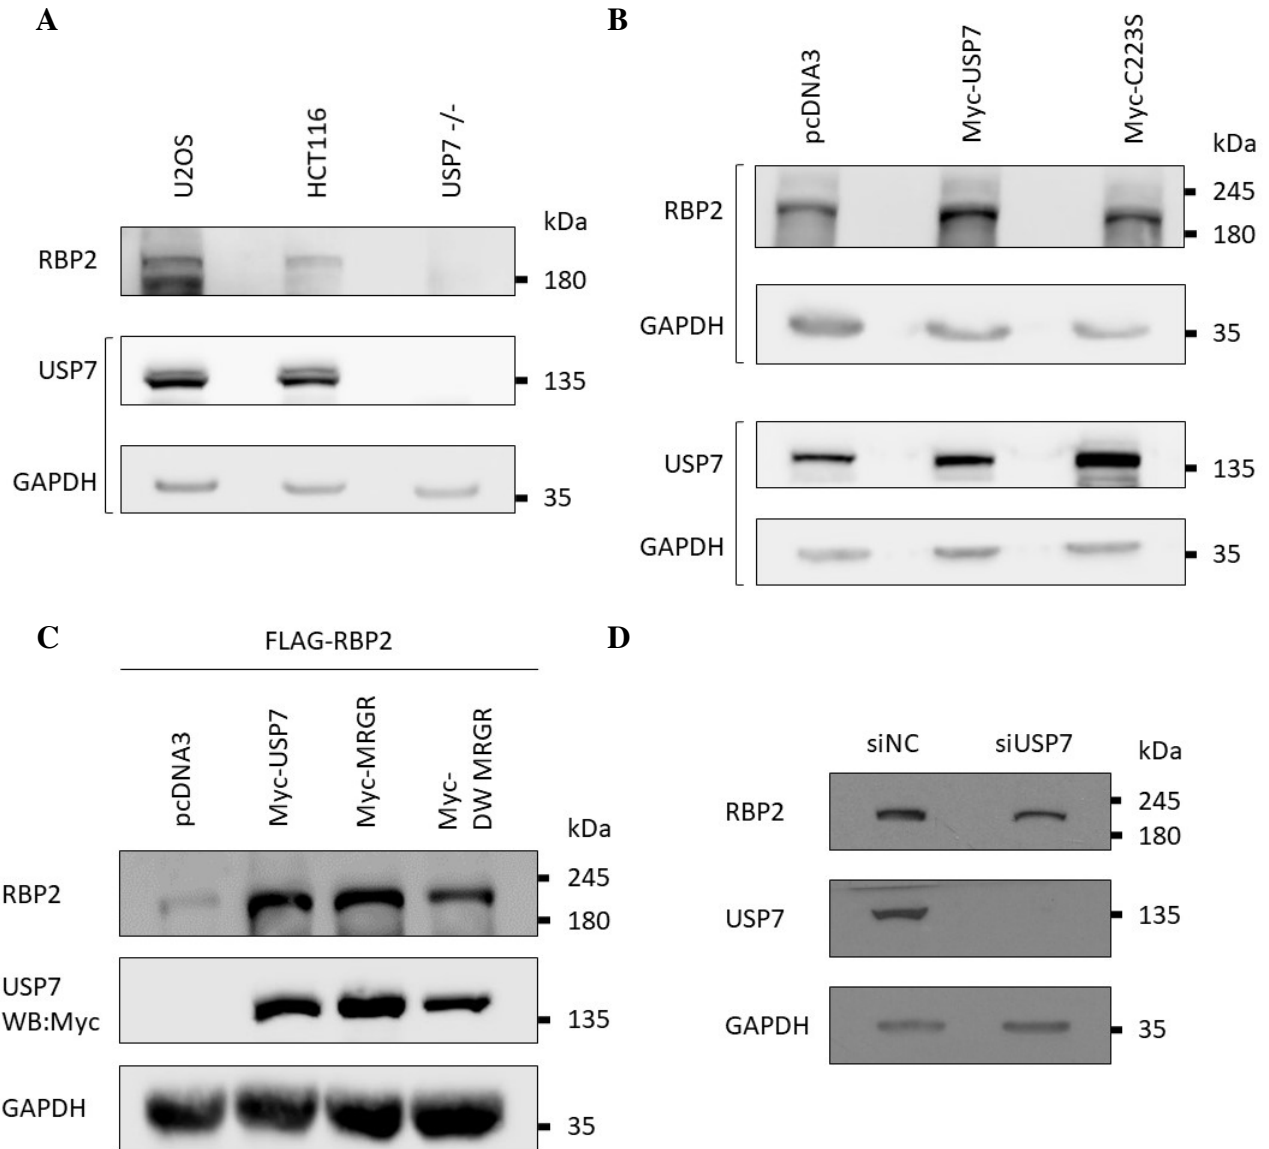 A
U2OS
HCT116
USP7 -/-
kDa
RBP2
180
USP7
135
GAPDH
35
B
pcDNA3
Myc-USP7
Myc-C223S
kDa
RBP2
245
180
GAPDH
35
USP7
135
GAPDH
35
C
FLAG-RBP2
pcDNA3
Myc-USP7
Myc-MRGR
Myc-
DW MRGR
kDa
RBP2
245
180
USP7
WB:Myc
135
GAPDH
35
D
siNC
siUSP7
kDa
RBP2
245
180
USP7
135
GAPDH
35